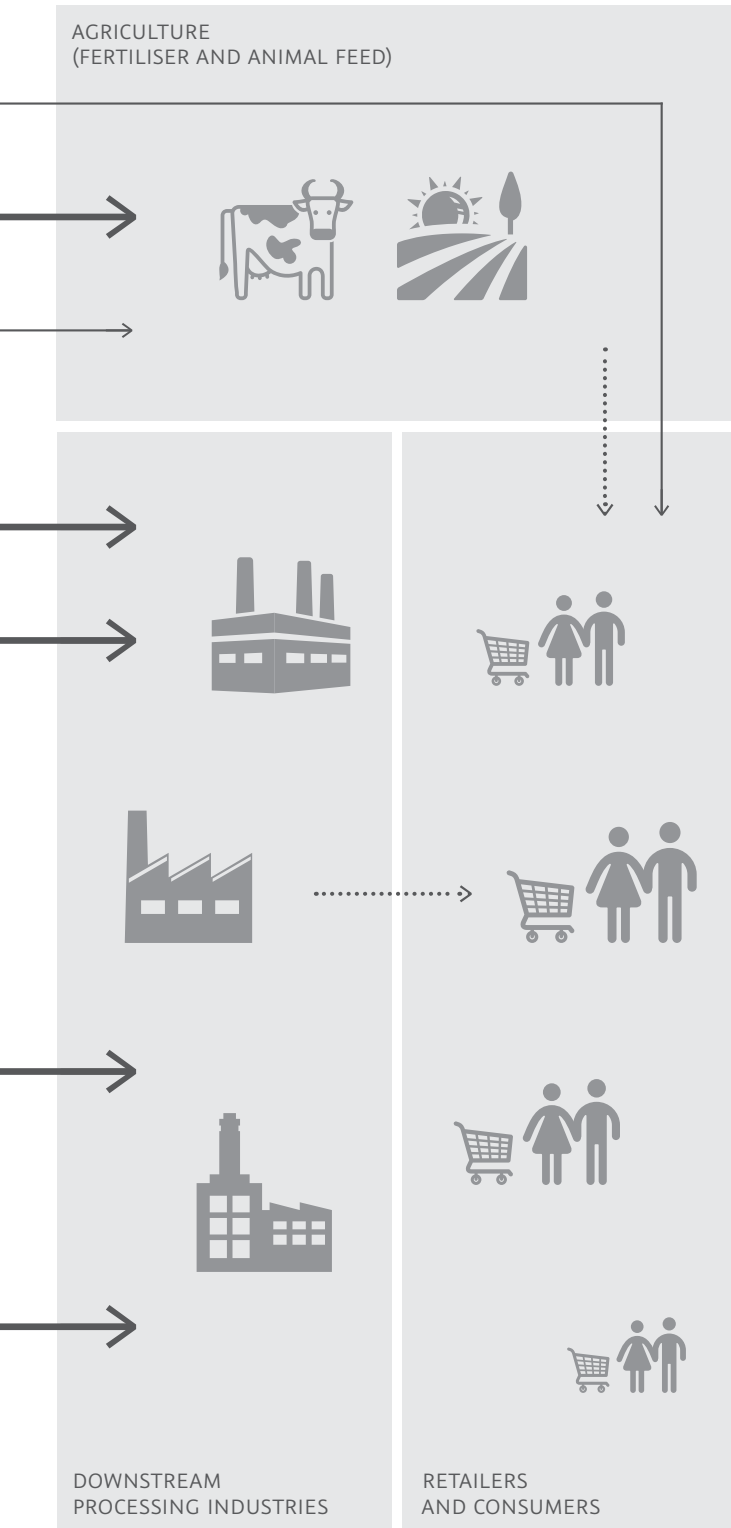 AGRICULTURE
(FERTILISER AND ANIMAL FEED)
DOWNSTREAM
PROCESSING INDUSTRIES
RETAILERS
AND CONSUMERS